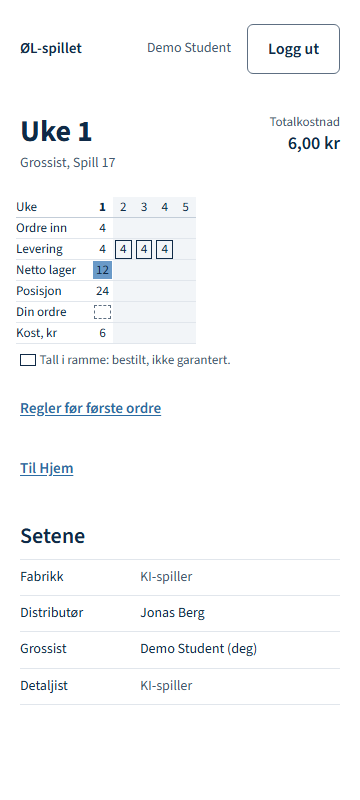 ØL-spillet Demo Student Logg ut
Uke 1
Grossist, Spill 17
Totalkostnad
6,00 kr
Uke 1 2 3 4 5
Ordre inn 4
Levering 4 4 4 4
Netto lager 12
Posisjon 24
Din ordre
Kost, kr 6
Tall i ramme: bestilt, ikke garantert.
Regler før første ordre
Til Hjem
Setene
Fabrikk KI-spiller
Distributør Jonas Berg
Grossist Demo Student (deg)
Detaljist KI-spiller